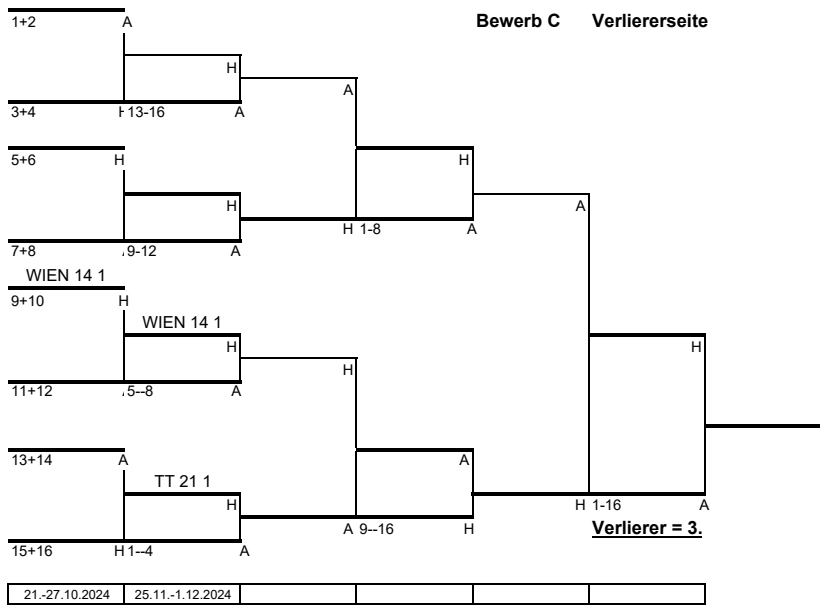 Bewerb C Verliererseite
1+2 A
H
A
3+4 H 13-16 A
5+6 H
H
H
A
H 1-8 A
7+8 9-12 A
WIEN 14 1
9+10 H
WIEN 14 1
H
H
H
11+12 5--8 A
13+14 A
A
TT 21 1
H
H 1-16 A
A 9--16 H
Verlierer = 3.
15+16 H 1--4 A
21.-27.10.2024 25.11.-1.12.2024